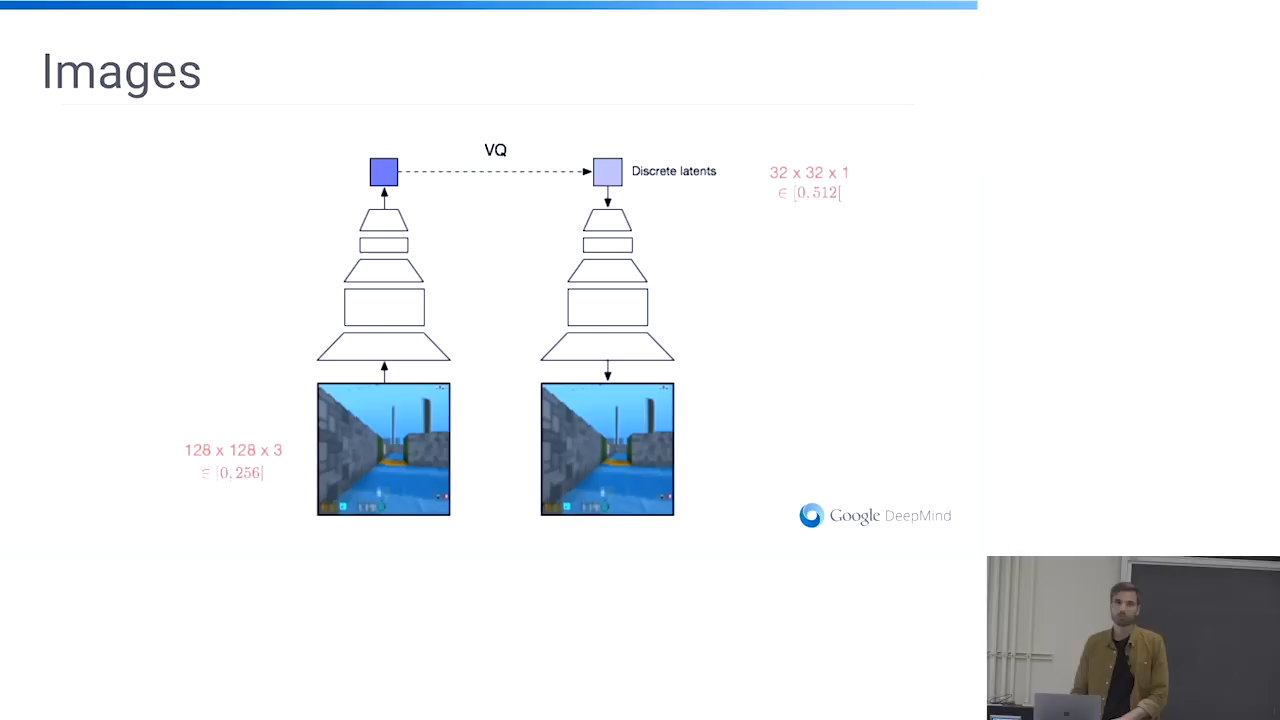 Images
VQ
Discrete latents
32 x 32 x 1
∈ [0, 512[
128 x 128 x 3
∈ [0, 256[
Google DeepMind